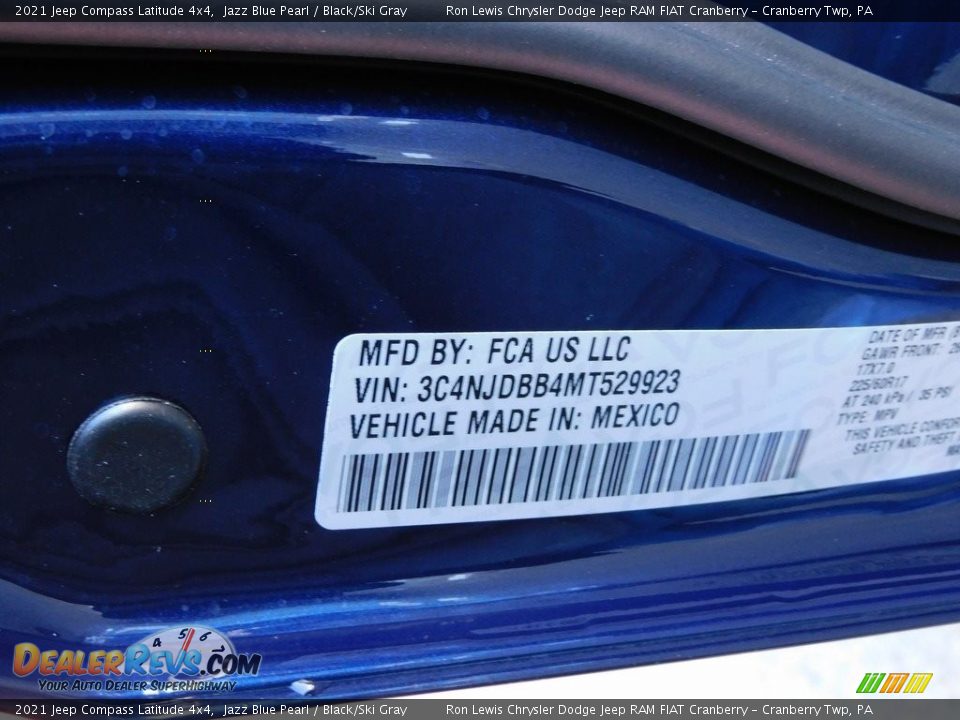 2021 Jeep Compass Latitude 4x4, Jazz Blue Pearl / Black/Ski Gray Ron Lewis Chrysler Dodge Jeep RAM FIAT Cranberry - Cranberry Twp, PA
MFD BY: FCA US LLC
VIN: 3C4NJDBB4MT529923
VEHICLE MADE IN: MEXICO
DATE OF MFR
GAWR FRONT:
17X7.0
225/60R17
AT 240 kPa / 35 PSI
TYPE: MPV
THIS VEHICLE
SAFETY AND THEFT
4 5 6
DealerRevs.com
Your Auto Dealer SuperHighway
2021 Jeep Compass Latitude 4x4, Jazz Blue Pearl / Black/Ski Gray Ron Lewis Chrysler Dodge Jeep RAM FIAT Cranberry - Cranberry Twp, PA